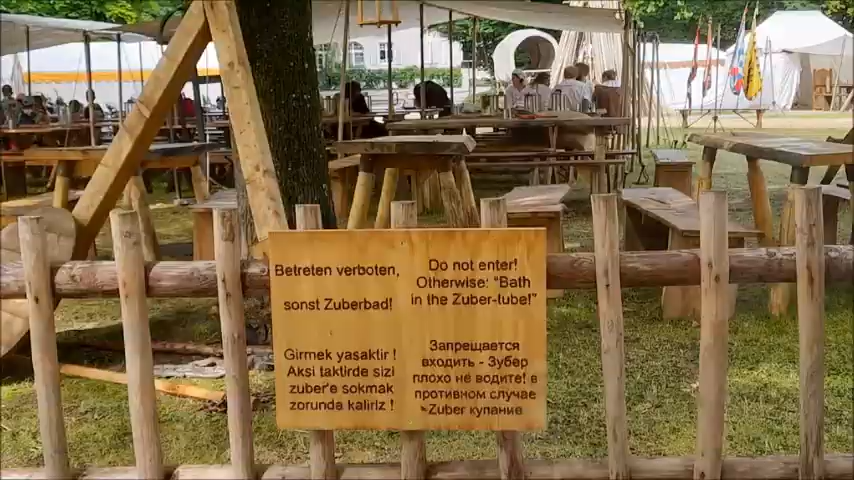 Betreten verboten,
sonst Zuberbad!
Do not enter!
Otherwise: "Bath
in the Zuber-tube!"
Girmek yasaktir !
Aksi taktirde sizi
zuber'e sokmak
zorunda kaliriz !
Запрещается
входить - Зубер
плохо не водите! в
противном случае
Zuber купание